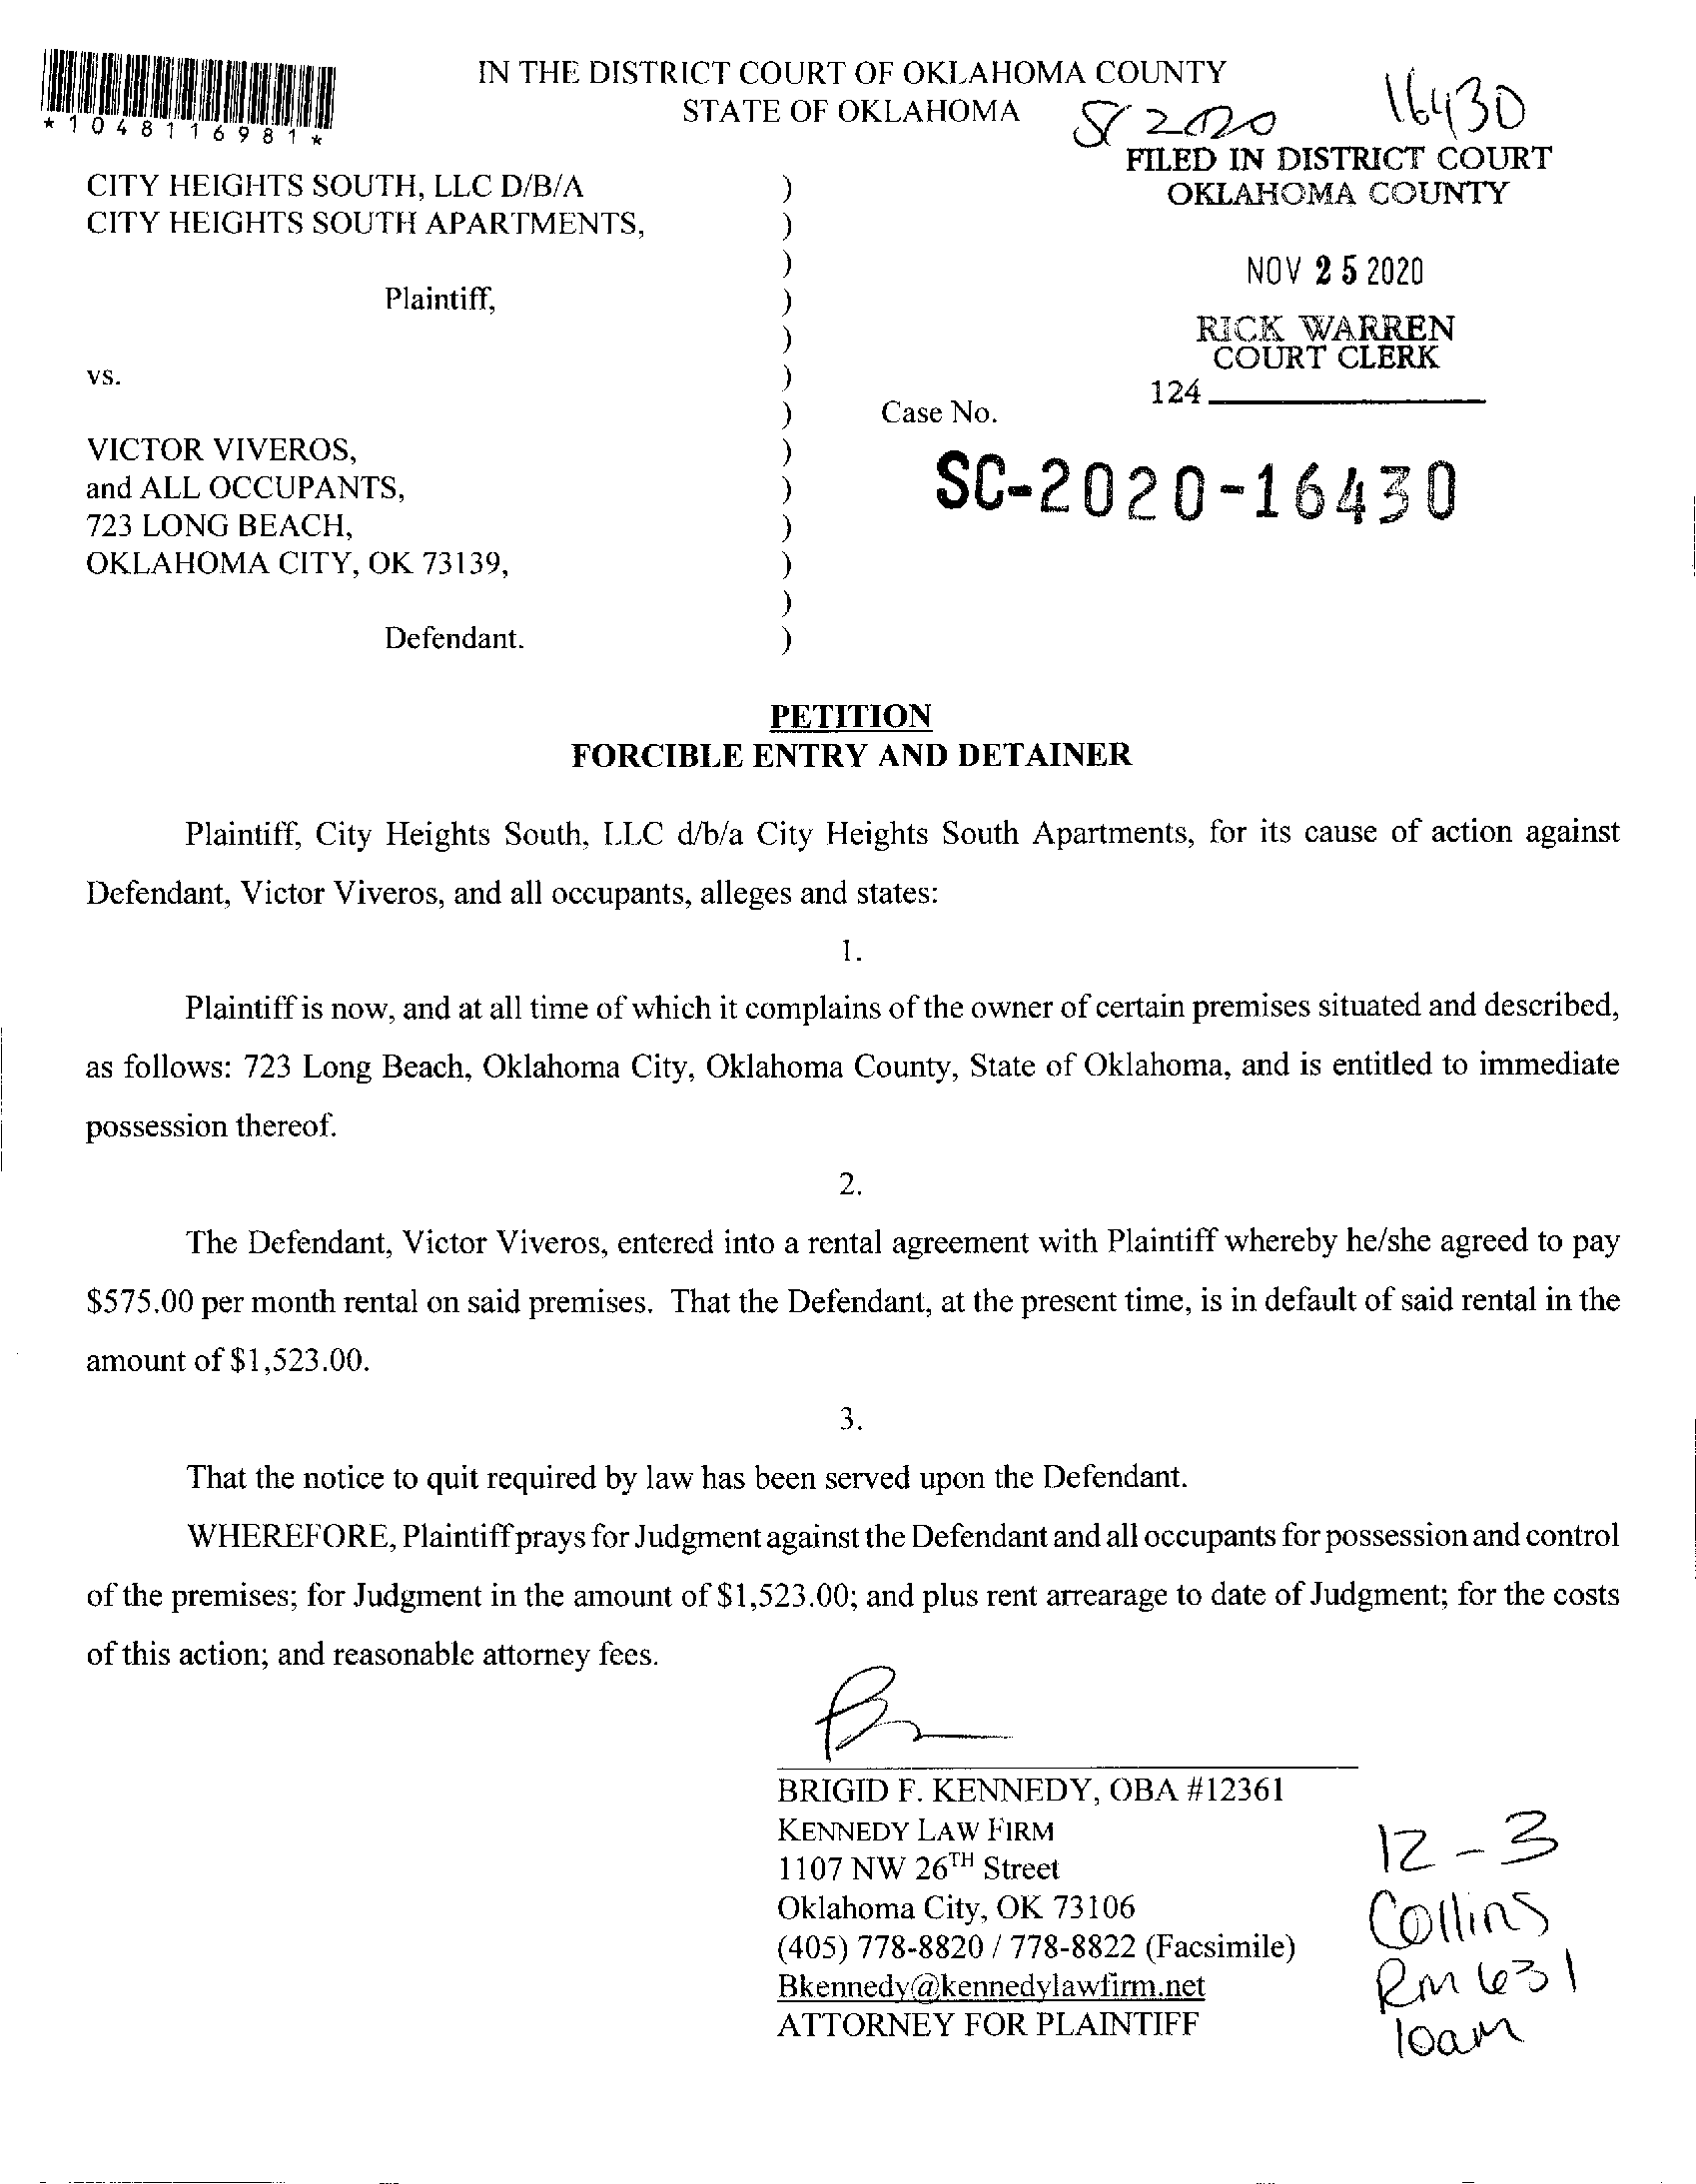 IN THE DISTRICT COURT OF OKLAHOMA COUNTY
STATE OF OKLAHOMA
2020 16430
*1048116981*
FILED IN DISTRICT COURT
OKLAHOMA COUNTY
NOV 25 2020
RICK WARREN
COURT CLERK
124
CITY HEIGHTS SOUTH, LLC D/B/A )
CITY HEIGHTS SOUTH APARTMENTS, )
)
Plaintiff, )
)
vs. )
) Case No.
VICTOR VIVEROS, )
and ALL OCCUPANTS, ) SC-2020-16430
723 LONG BEACH, )
OKLAHOMA CITY, OK 73139, )
)
Defendant. )
PETITION
FORCIBLE ENTRY AND DETAINER
Plaintiff, City Heights South, LLC d/b/a City Heights South Apartments, for its cause of action against
Defendant, Victor Viveros, and all occupants, alleges and states:
1.
Plaintiff is now, and at all time of which it complains of the owner of certain premises situated and described,
as follows: 723 Long Beach, Oklahoma City, Oklahoma County, State of Oklahoma, and is entitled to immediate
possession thereof.
2.
The Defendant, Victor Viveros, entered into a rental agreement with Plaintiff whereby he/she agreed to pay
$575.00 per month rental on said premises. That the Defendant, at the present time, is in default of said rental in the
amount of $1,523.00.
3.
That the notice to quit required by law has been served upon the Defendant.
WHEREFORE, Plaintiff prays for Judgment against the Defendant and all occupants for possession and control
of the premises; for Judgment in the amount of $1,523.00; and plus rent arrearage to date of Judgment; for the costs
of this action; and reasonable attorney fees.
BRIGID F. KENNEDY, OBA #12361
KENNEDY LAW FIRM
1107 NW 26TH Street
Oklahoma City, OK 73106
(405) 778-8820 / 778-8822 (Facsimile)
Bkennedy@kennedylawfirm.net
ATTORNEY FOR PLAINTIFF
12-3
Collins
Rm 631
10am